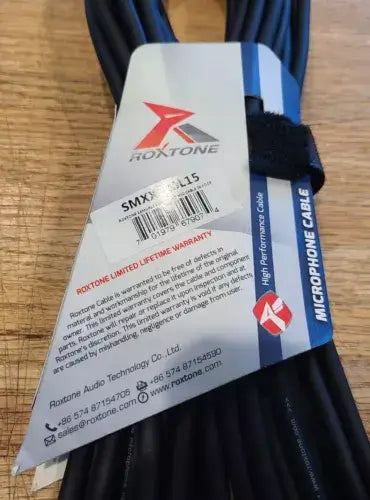 ROXTONE
7 01979 67907 4
ROXTONE LIMITED LIFETIME WARRANTY
Roxtone Cable is warranted to be free of defects in
material and workmanship for the lifetime of the original
owner. This limited warranty covers the cable and component
parts. Roxtone will repair or replace it upon inspection and at
Roxtone's discretion. This limited warranty is void if any defects
are caused by mishandling, negligence or damage from user.
Roxtone Audio Technology Co., Ltd.
+86 574 87154705
+86 574 87154590
sales@roxtone.com
www.roxtone.com
High Performance Cable
MICROPHONE CABLE